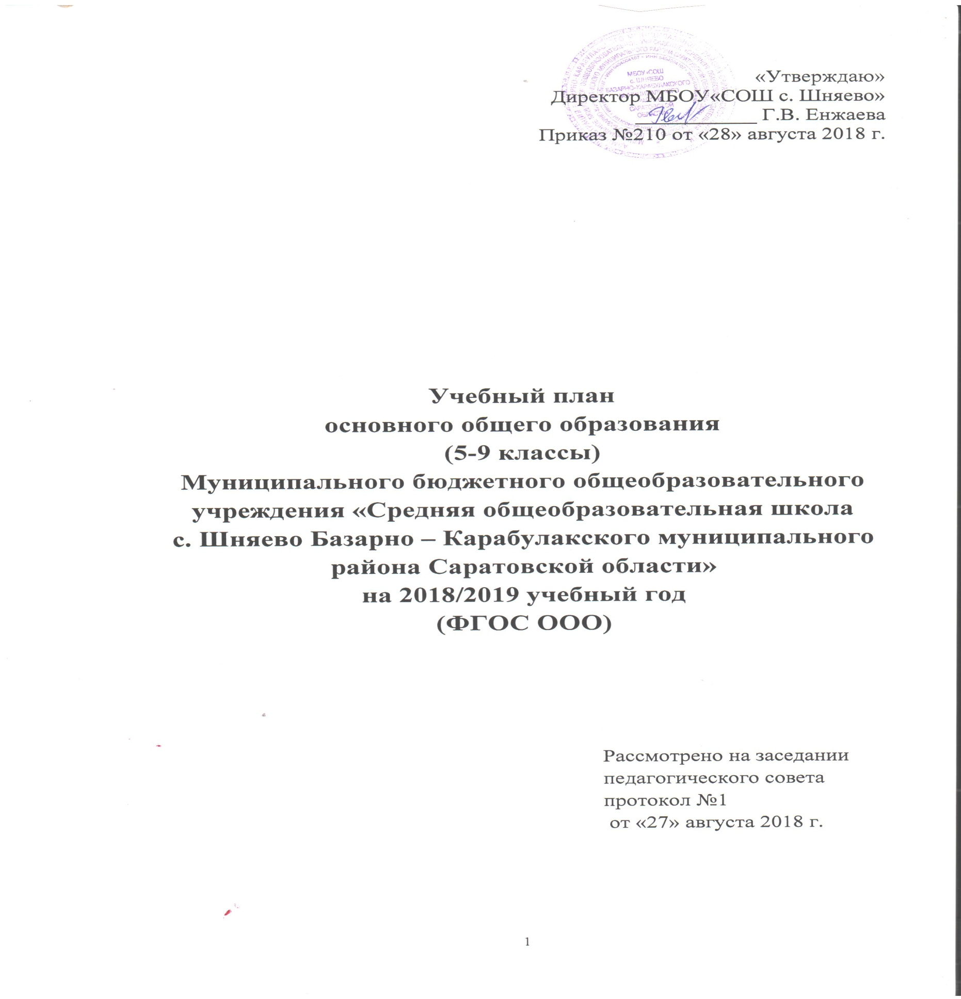 «Утверждаю»
Директор МБОУ«СОШ с. Шняево»
Г.В. Енжаева
Приказ №210 от «28» августа 2018 г.
МБОУ «СОШ
с. ШНЯЕВО
БАЗАРНО-КАРАБУЛАКСКОГО
САРАТОВСКОЙ
Учебный план
основного общего образования
(5-9 классы)
Муниципального бюджетного общеобразовательного
учреждения «Средняя общеобразовательная школа
с. Шняево Базарно – Карабулакского муниципального
района Саратовской области»
на 2018/2019 учебный год
(ФГОС ООО)
Рассмотрено на заседании
педагогического совета
протокол №1
от «27» августа 2018 г.
1